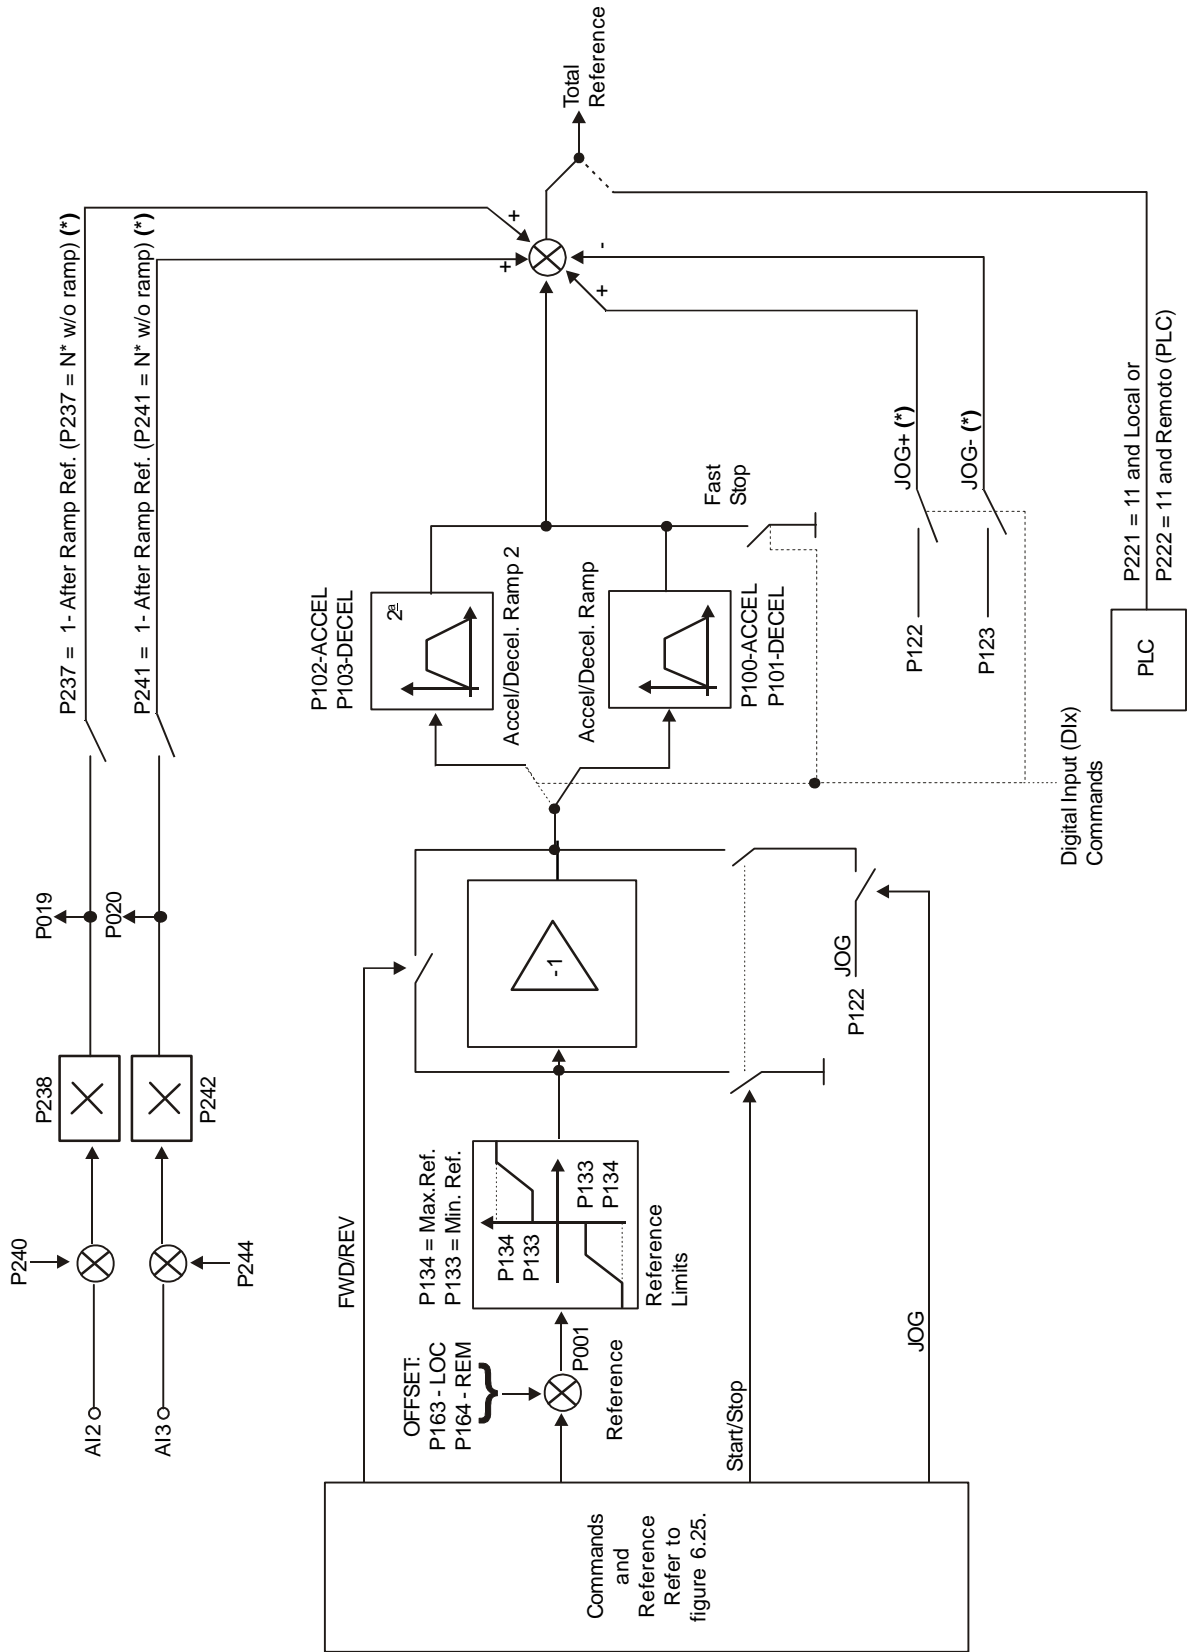 AI2
P240
P238
P019
P237 = 1- After Ramp Ref. (P237 = N* w/o ramp) (*)
AI3
P244
P242
P020
P241 = 1- After Ramp Ref. (P241 = N* w/o ramp) (*)
Commands
and
Reference
Refer to
figure 6.25.
FWD/REV
OFFSET:
P163 - LOC
P164 - REM
}
P001
Reference
P134 = Max.Ref.
P133 = Min. Ref.
P134
P133
P133
P134
Reference
Limits
-1
Start/Stop
JOG
P122
JOG
P102-ACCEL
P103-DECEL
2ª
Accel/Decel. Ramp 2
Accel/Decel. Ramp
P100-ACCEL
P101-DECEL
Fast
Stop
Digital Input (DIx)
Commands
P122
JOG+ (*)
P123
JOG- (*)
PLC
P221 = 11 and Local or
P222 = 11 and Remoto (PLC)
+
+
+
-
Total
Reference